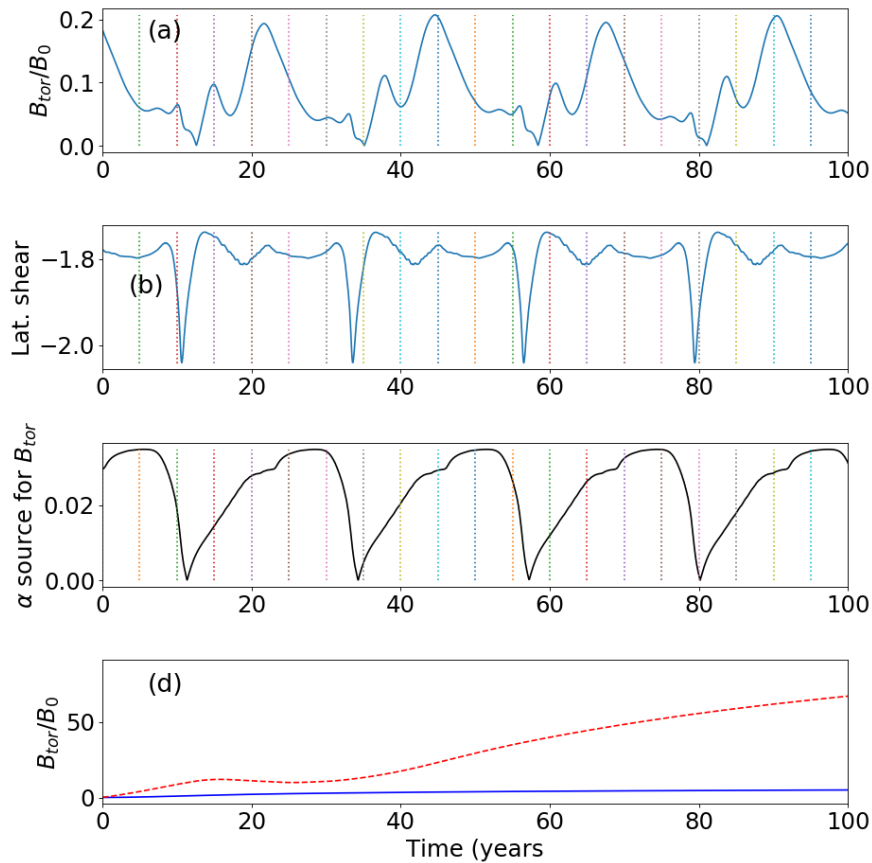 (a)
B_tor/B_0
0.2
0.1
0.0
0 20 40 60 80 100
(b)
Lat. shear
−1.8
−2.0
0 20 40 60 80 100
α source for B_tor
0.02
0.00
0 20 40 60 80 100
(d)
B_tor/B_0
50
0
0 20 40 60 80 100
Time (years